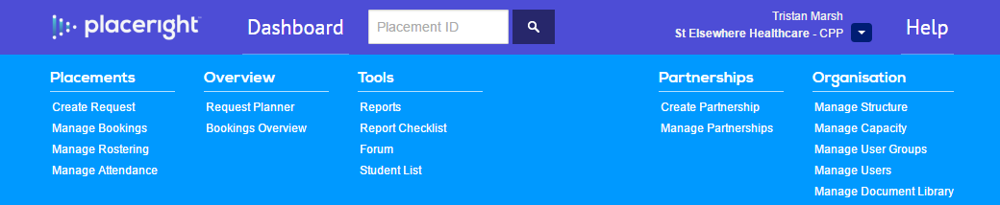 placeright
Dashboard
Placement ID
Tristan Marsh
St Elsewhere Healthcare - CPP
Help
Placements
Create Request
Manage Bookings
Manage Rostering
Manage Attendance
Overview
Request Planner
Bookings Overview
Tools
Reports
Report Checklist
Forum
Student List
Partnerships
Create Partnership
Manage Partnerships
Organisation
Manage Structure
Manage Capacity
Manage User Groups
Manage Users
Manage Document Library